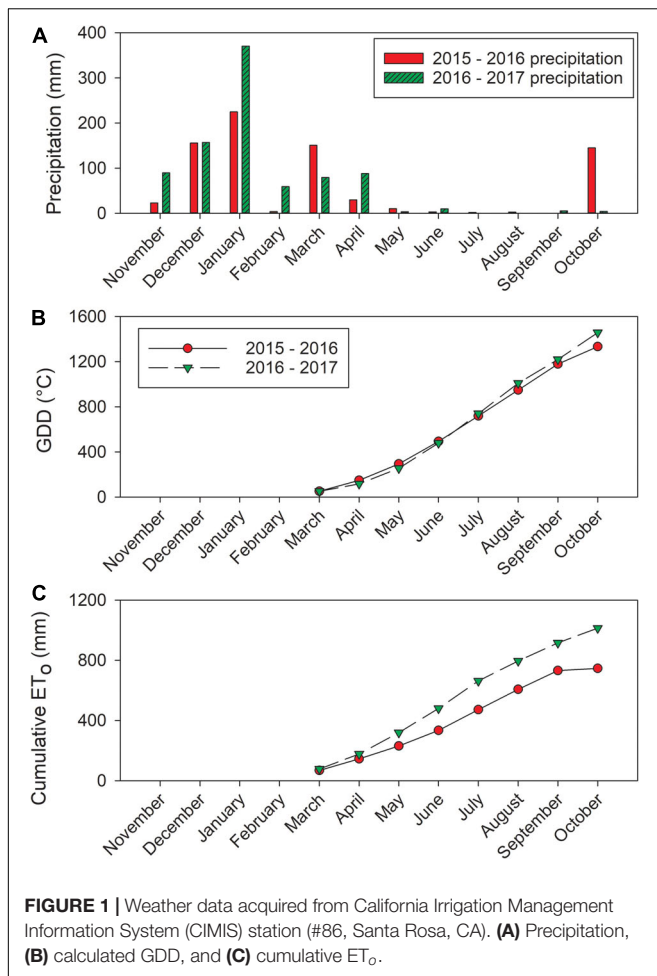 A
400
300
200
100
0
Precipitation (mm)
2015 - 2016 precipitation
2016 - 2017 precipitation
November
December
January
February
March
April
May
June
July
August
September
October
B
1600
1200
800
400
0
GDD (°C)
2015 - 2016
2016 - 2017
November
December
January
February
March
April
May
June
July
August
September
October
C
1200
800
400
0
Cumulative ETo (mm)
November
December
January
February
March
April
May
June
July
August
September
October
FIGURE 1 | Weather data acquired from California Irrigation Management
Information System (CIMIS) station (#86, Santa Rosa, CA). (A) Precipitation,
(B) calculated GDD, and (C) cumulative ETo.